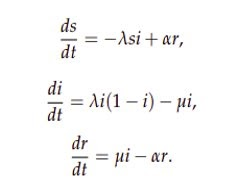 ds/dt = −λsi + αr,
di/dt = λi(1 − i) − μi,
dr/dt = μi − αr.